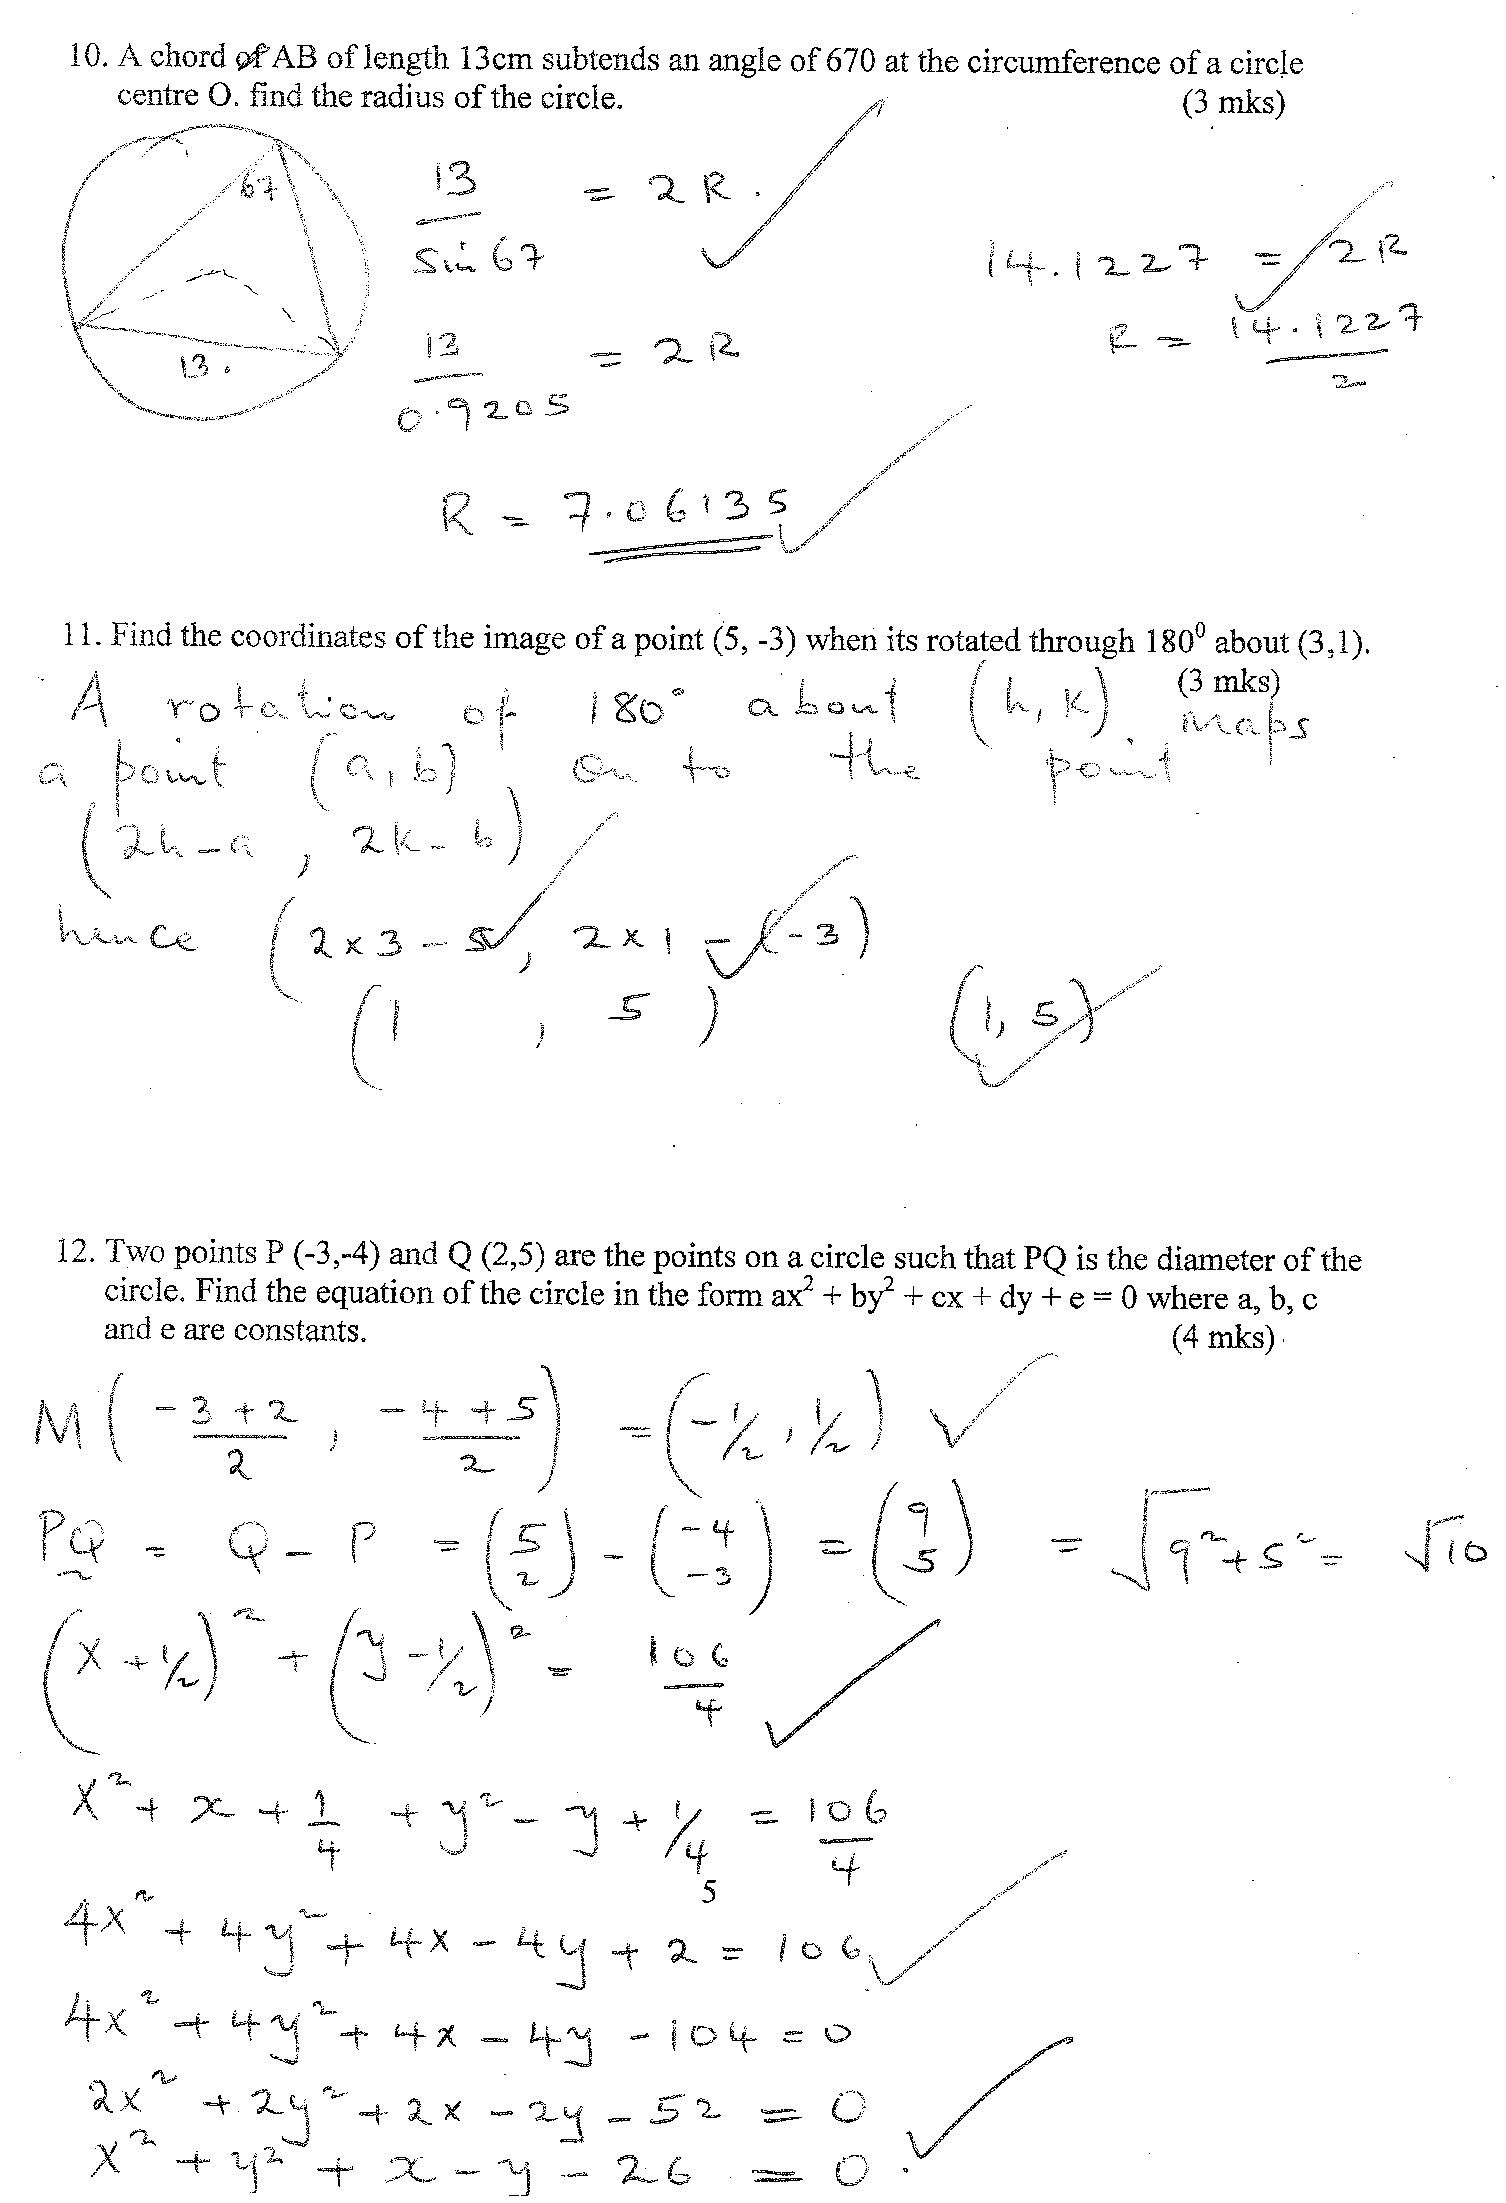 10. A chord of AB of length 13cm subtends an angle of 670 at the circumference of a circle
centre O. find the radius of the circle. (3 mks)
67
13.
13 / Sin 67 = 2R.
14.1227 = 2R
R = 14.1227 / 2
13 / 0.9205 = 2R
R = 7.06135
11. Find the coordinates of the image of a point (5, -3) when its rotated through 180⁰ about (3,1).
(3 mks)
A rotation of 180° about (h, k) maps
a point (a, b) on to the point
(2h-a, 2k-b)
hence (2x3-5, 2x1-(-3)
(1, 5)
(1, 5)
12. Two points P (-3,-4) and Q (2,5) are the points on a circle such that PQ is the diameter of the
circle. Find the equation of the circle in the form ax² + by² + cx + dy + e = 0 where a, b, c
and e are constants. (4 mks)
M( -3+2 / 2 , -4+5 / 2 ) = (-1/2, 1/2)
PQ = Q - P = (5 2) - (-4 -3) = (9 5) = √9²+5² = √10
(x+1/2)² + (y-1/2)² = 106 / 4
x² + x + 1/4 + y² - y + 1/4 = 106 / 4
5
4x² + 4y² + 4x - 4y + 2 = 106
4x² + 4y² + 4x - 4y - 104 = 0
2x² + 2y² + 2x - 2y - 52 = 0
x² + y² + x - y - 26 = 0.